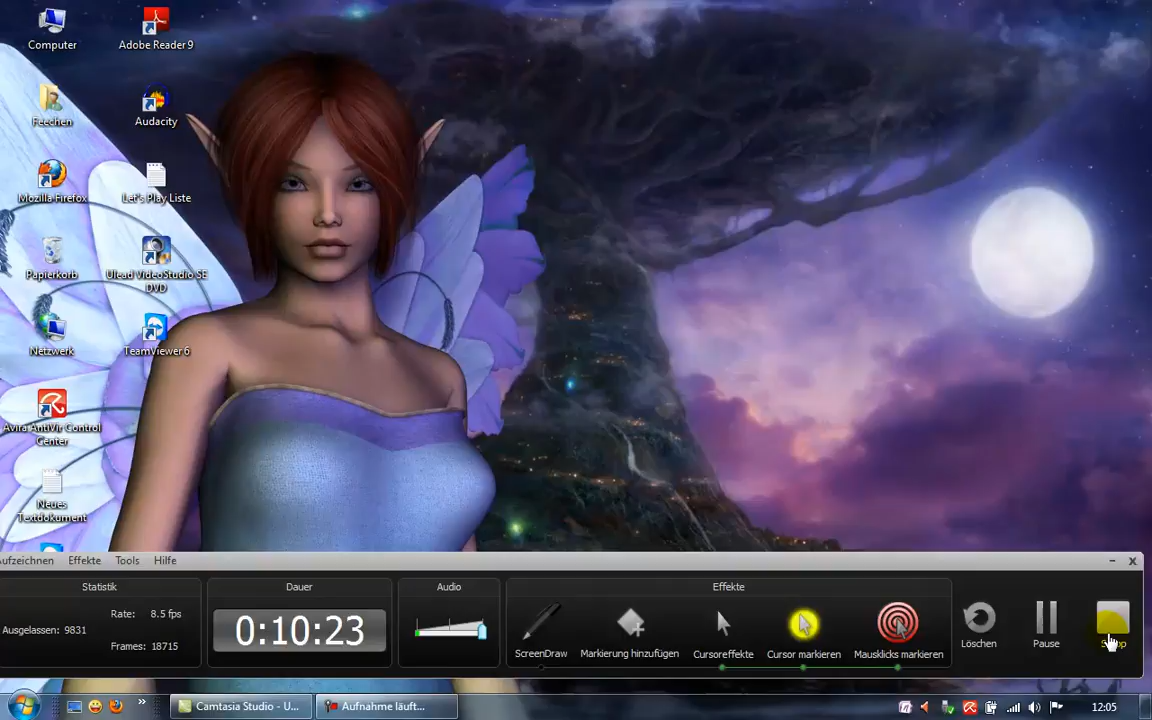 Computer
Adobe Reader 9
Feechen
Audacity
Mozilla Firefox
Let's Play Liste
Papierkorb
Ulead VideoStudio SE
DVD
Netzwerk
TeamViewer 6
Avira AntiVir Control
Center
Neues
Textdokument
ufzeichnen Effekte Tools Hilfe
Statistik
Dauer
Audio
Effekte
Rate: 8.5 fps
Ausgelassen: 9831
Frames: 18715
0:10:23
ScreenDraw
Markierung hinzufügen
Cursoreffekte
Cursor markieren
Mausklicks markieren
Löschen
Pause
Camtasia Studio - U...
Aufnahme läuft...
12:05